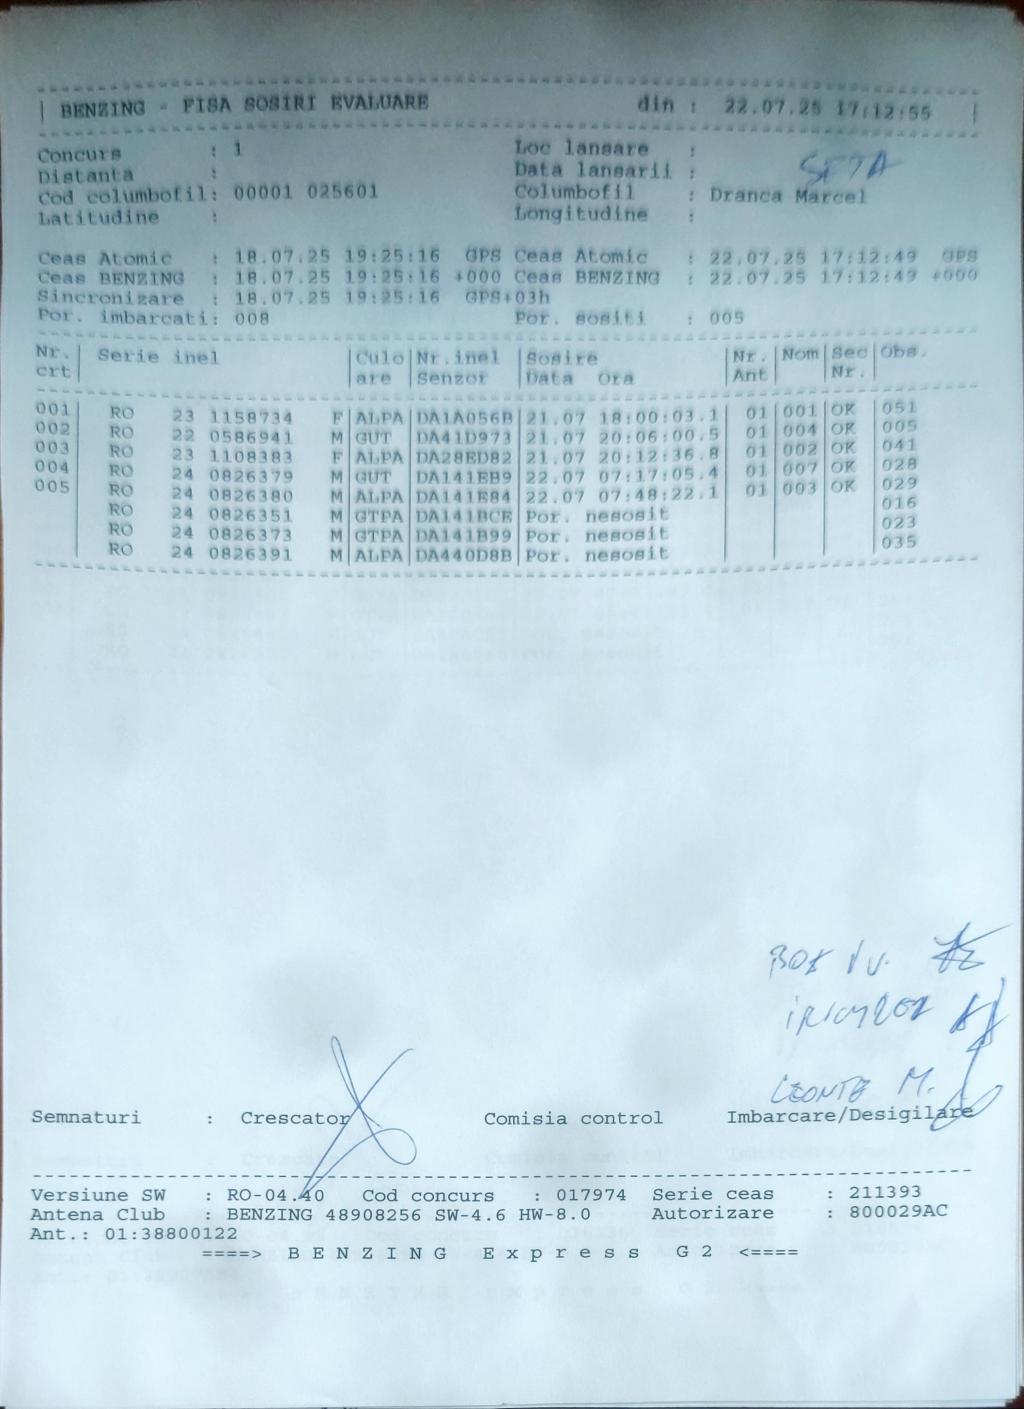 | BENZING - FISA SOSIRI EVALUARE din : 22.07.25 17:12:55 |
Concurs : 1 Loc lansare :
Distanta : Data lansarii :
Cod columbofil: 00001 025601 Columbofil : Dranca Marcel
Latitudine : Longitudine :
Ceas Atomic : 18.07.25 19:25:16 GPS Ceas Atomic : 22.07.25 17:12:49 GPS
Ceas BENZING : 18.07.25 19:25:16 +000 Ceas BENZING : 22.07.25 17:12:49 +000
Sincronizare : 18.07.25 19:25:16 GPS+03h
Por. imbarcati: 008 Por. sositi : 005
Nr. | Serie inel | Culo | Nr.inel | Sosire | Nr. | Nom | Sec | Obs.
crt | | are | Senzor | Data Ora | Ant | | Nr. |
001 RO 23 1158734 F ALPA DA1A056B 21.07 18:00:03.1 01 001 OK 051
002 RO 22 0586941 M GUT DA41D973 21.07 20:06:00.5 01 004 OK 005
003 RO 23 1108383 F ALPA DA28ED82 21.07 20:12:36.8 01 002 OK 041
004 RO 24 0826379 M GUT DA141EB9 22.07 07:17:05.4 01 007 OK 028
005 RO 24 0826380 M ALPA DA141E84 22.07 07:48:22.1 01 003 OK 029
RO 24 0826351 M GTPA DA141BCE Por. nesosit 016
RO 24 0826373 M GTPA DA141B99 Por. nesosit 023
RO 24 0826391 M ALPA DA440D8B Por. nesosit 035
LEONTE M.
Semnaturi : Crescator Comisia control Imbarcare/Desigilare
Versiune SW : RO-04.40 Cod concurs : 017974 Serie ceas : 211393
Antena Club : BENZING 48908256 SW-4.6 HW-8.0 Autorizare : 800029AC
Ant.: 01:38800122
====> B E N Z I N G E x p r e s s G 2 <====